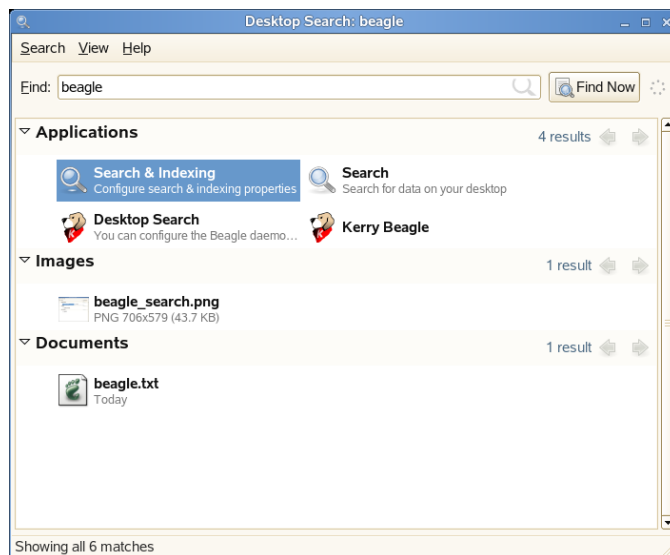 Desktop Search: beagle
Search View Help
Find: beagle Find Now
Applications 4 results
Search & Indexing
Configure search & indexing properties
Search
Search for data on your desktop
Desktop Search
You can configure the Beagle daemo...
Kerry Beagle
Images 1 result
beagle_search.png
PNG 706x579 (43.7 KB)
Documents 1 result
beagle.txt
Today
Showing all 6 matches